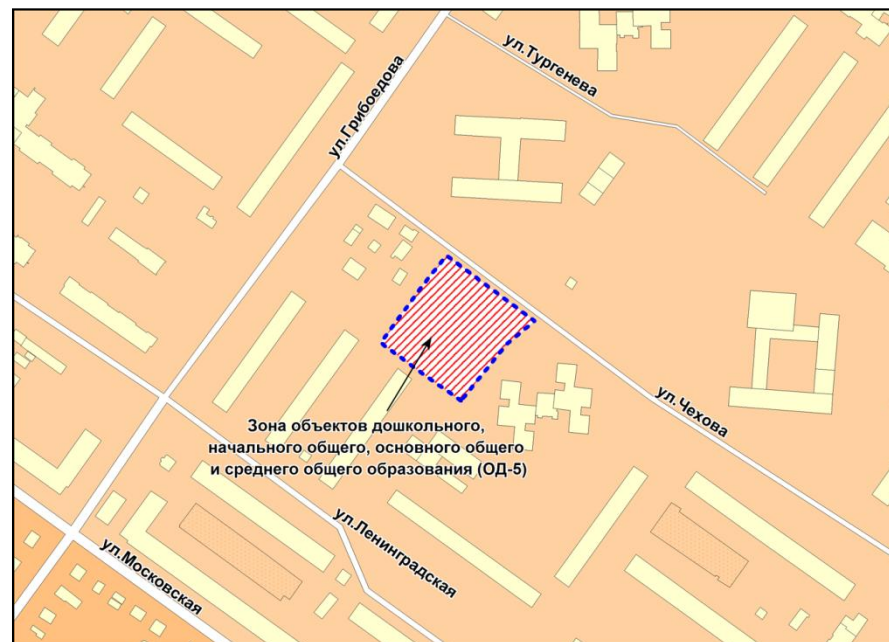 ул.Тургенева
ул.Грибоедова
ул.Чехова
Зона объектов дошкольного,
начального общего, основного общего
и среднего общего образования (ОД-5)
ул.Ленинградская
ул.Московская